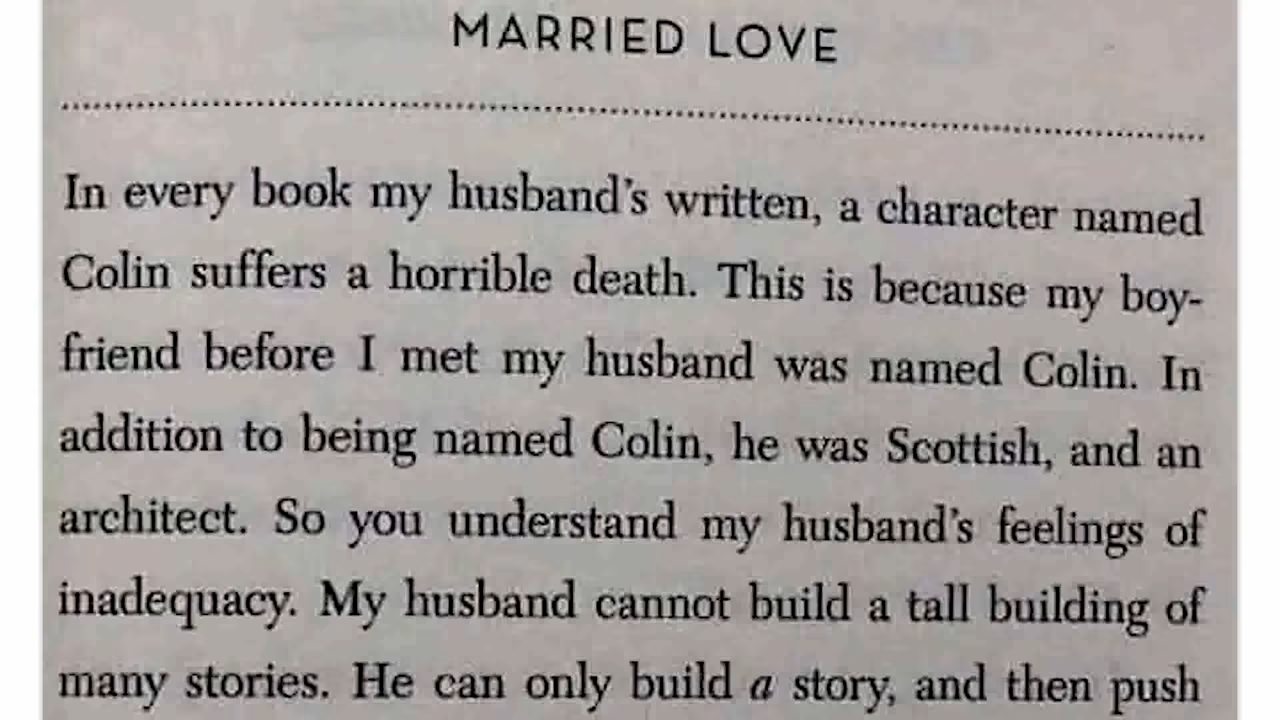 MARRIED LOVE
In every book my husband's written, a character named
Colin suffers a horrible death. This is because my boy-
friend before I met my husband was named Colin. In
addition to being named Colin, he was Scottish, and an
architect. So you understand my husband's feelings of
inadequacy. My husband cannot build a tall building of
many stories. He can only build a story, and then push